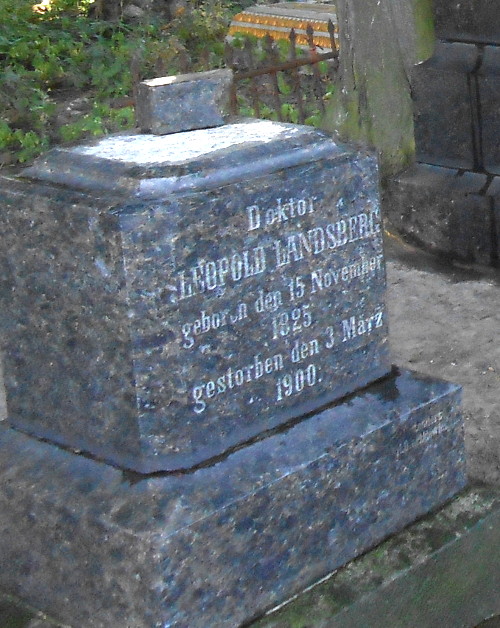 Doktor
LEOPOLD LANDSBERG
geboren den 15 November
1825
gestorben den 3 März
1900.